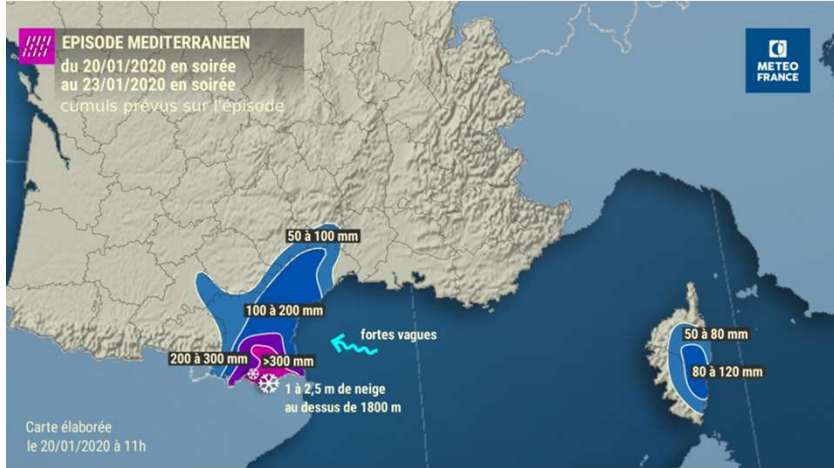 EPISODE MEDITERRANEEN
du 20/01/2020 en soirée
au 23/01/2020 en soirée
cumuls prévus sur l'épisode
METEO
FRANCE
50 à 100 mm
100 à 200 mm
fortes vagues
50 à 80 mm
200 à 300 mm
>300 mm
80 à 120 mm
1 à 2,5 m de neige
au dessus de 1800 m
Carte élaborée
le 20/01/2020 à 11h